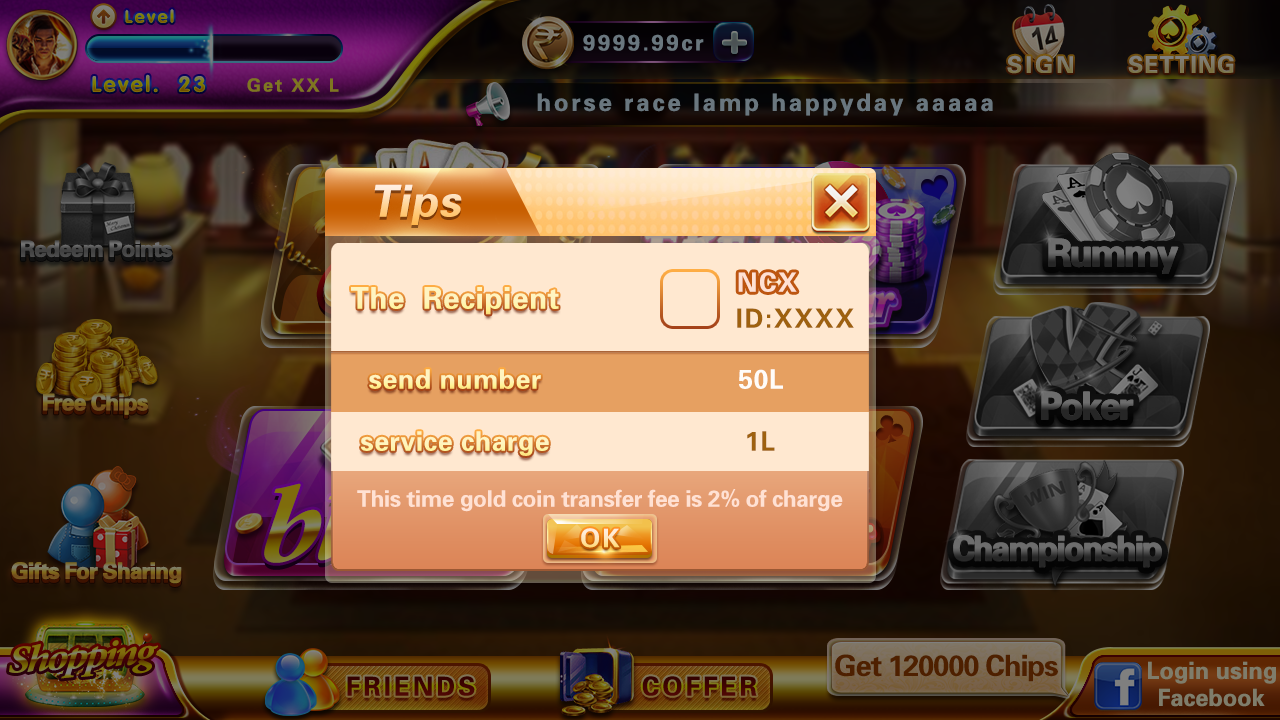 Level
Level. 23
Get XX L
9999.99cr
14
SIGN
SETTING
horse race lamp happyday aaaaa
Redeem Points
Free Chips
Gifts For Sharing
Tips
The Recipient
NCX
ID:XXXX
send number
50L
service charge
1L
This time gold coin transfer fee is 2% of charge
OK
Rummy
Poker
WIN
Championship
Shopping
FRIENDS
COFFER
Get 120000 Chips
Login using
Facebook